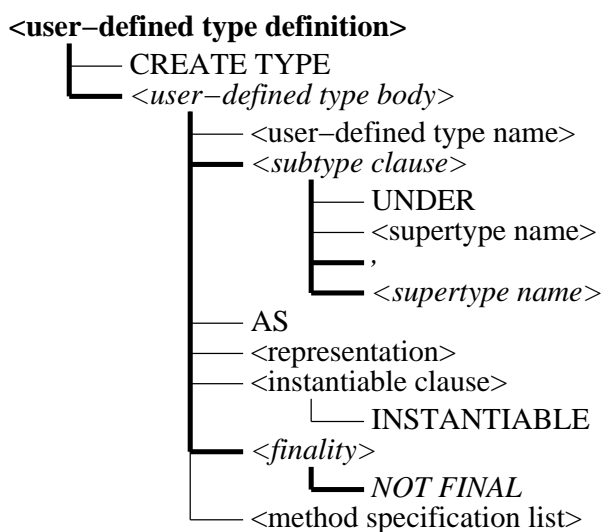 <user−defined type definition>
CREATE TYPE
<user−defined type body>
<user−defined type name>
<subtype clause>
UNDER
<supertype name>
,
<supertype name>
AS
<representation>
<instantiable clause>
INSTANTIABLE
<finality>
NOT FINAL
<method specification list>